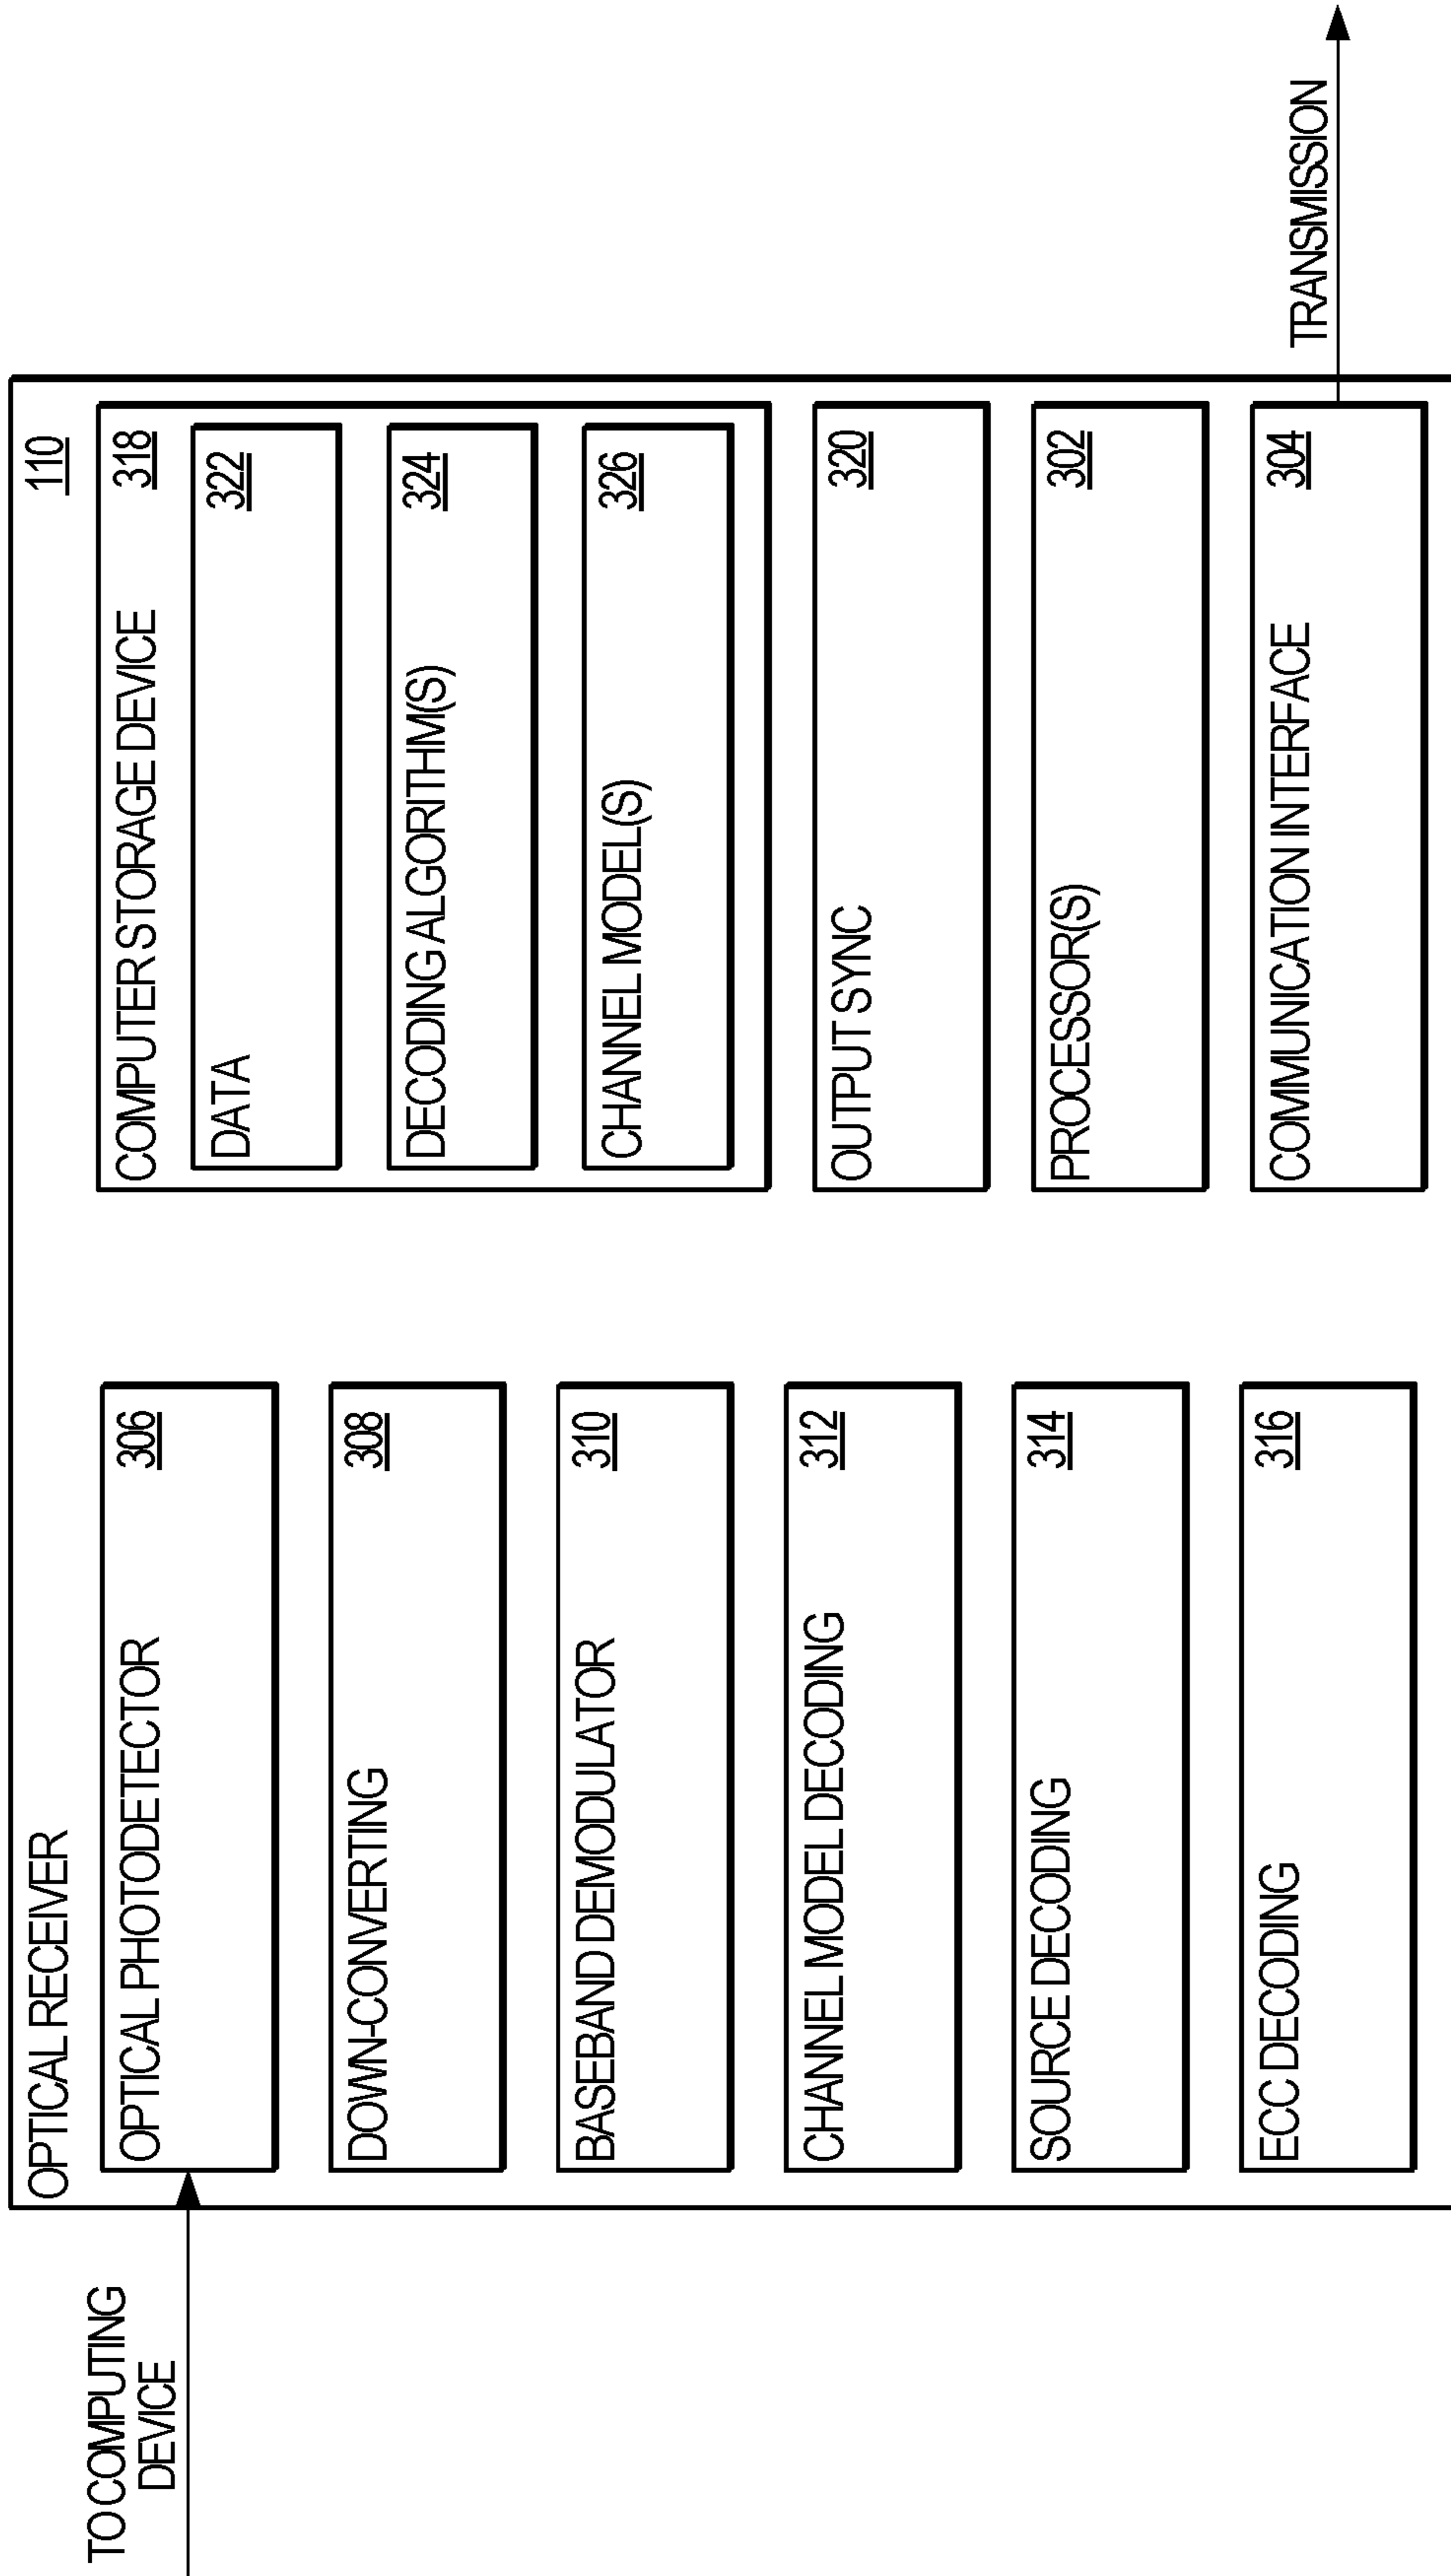 TO COMPUTING
DEVICE
OPTICAL RECEIVER 110
OPTICAL PHOTODETECTOR 306
DOWN-CONVERTING 308
BASEBAND DEMODULATOR 310
CHANNEL MODEL DECODING 312
SOURCE DECODING 314
ECC DECODING 316
COMPUTER STORAGE DEVICE 318
DATA 322
DECODING ALGORITHM(S) 324
CHANNEL MODEL(S) 326
OUTPUT SYNC 320
PROCESSOR(S) 302
COMMUNICATION INTERFACE 304
TRANSMISSION